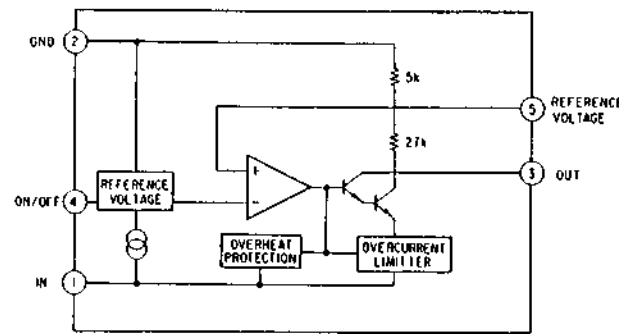 GND
2
5k
5
REFERENCE
VOLTAGE
27k
REFERENCE
VOLTAGE
+
3
OUT
ON/OFF
4
-
OVERHEAT
PROTECTION
OVERCURRENT
LIMITTER
IN
1